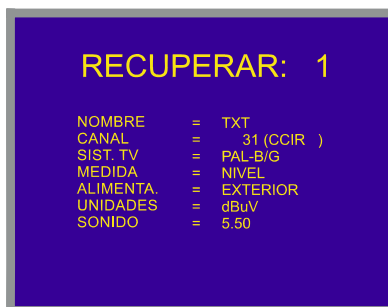 RECUPERAR: 1
NOMBRE = TXT
CANAL = 31 (CCIR )
SIST. TV = PAL-B/G
MEDIDA = NIVEL
ALIMENTA. = EXTERIOR
UNIDADES = dBuV
SONIDO = 5.50